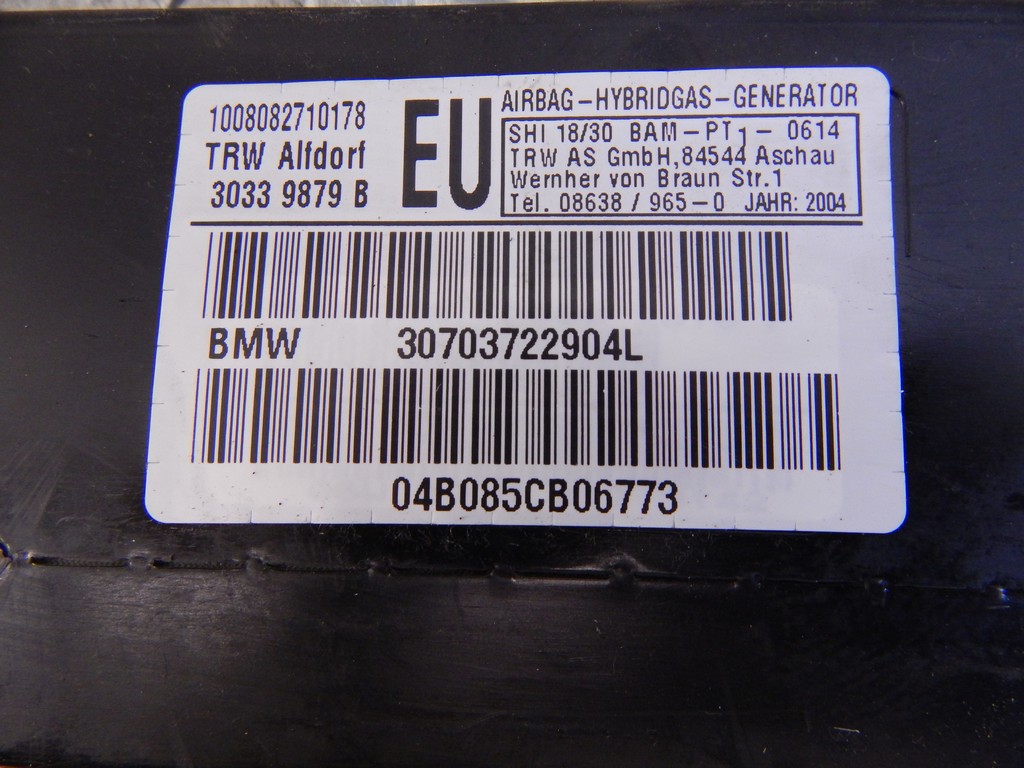 1008082710178
TRW Alfdorf
3033 9879 B
EU
AIRBAG-HYBRIDGAS-GENERATOR
SHI 18/30 BAM-PT1- 0614
TRW AS GmbH,84544 Aschau
Wernher von Braun Str.1
Tel. 08638 / 965-0 JAHR: 2004
BMW 30703722904L
04B085CB06773